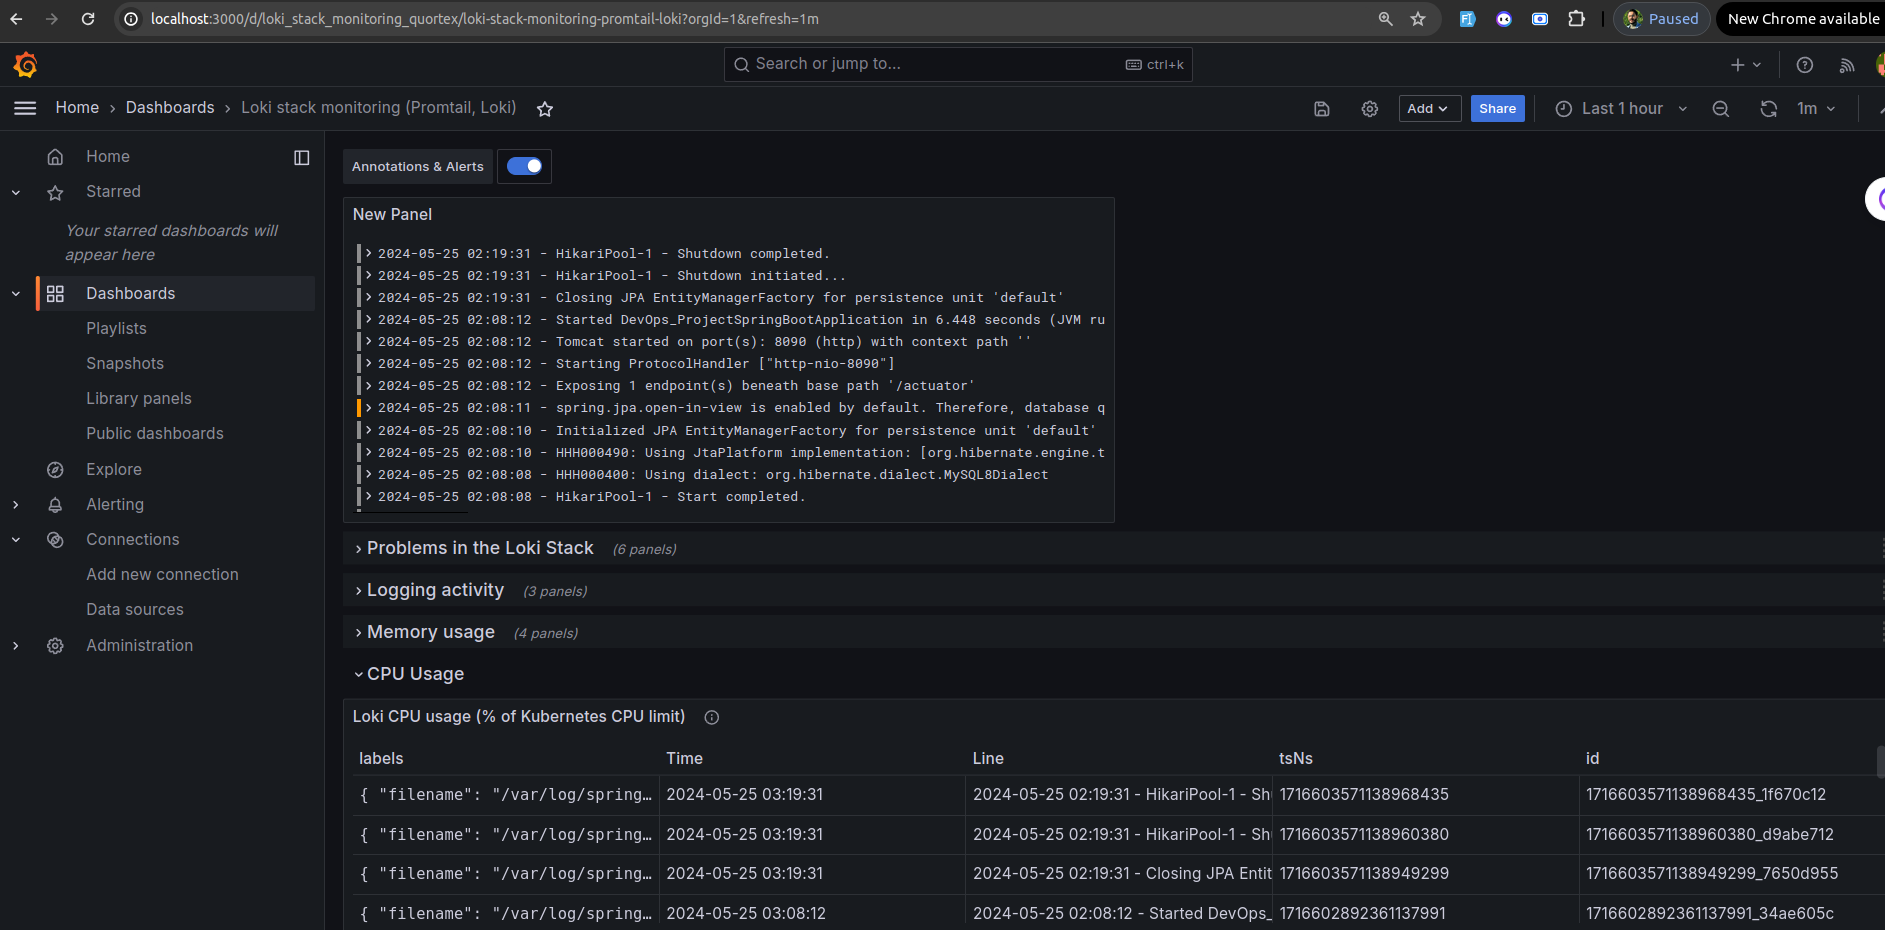 localhost:3000/d/loki_stack_monitoring_quortex/loki-stack-monitoring-promtail-loki?orgId=1&refresh=1m
Paused
New Chrome available
Search or jump to...
ctrl+k
Home › Dashboards › Loki stack monitoring (Promtail, Loki)
Add
Share
Last 1 hour
1m
Home
Starred
Your starred dashboards will
appear here
Dashboards
Playlists
Snapshots
Library panels
Public dashboards
Explore
Alerting
Connections
Add new connection
Data sources
Administration
Annotations & Alerts
New Panel
2024-05-25 02:19:31 - HikariPool-1 - Shutdown completed.
2024-05-25 02:19:31 - HikariPool-1 - Shutdown initiated...
2024-05-25 02:19:31 - Closing JPA EntityManagerFactory for persistence unit 'default'
2024-05-25 02:08:12 - Started DevOps_ProjectSpringBootApplication in 6.448 seconds (JVM ru
2024-05-25 02:08:12 - Tomcat started on port(s): 8090 (http) with context path ''
2024-05-25 02:08:12 - Starting ProtocolHandler ["http-nio-8090"]
2024-05-25 02:08:12 - Exposing 1 endpoint(s) beneath base path '/actuator'
2024-05-25 02:08:11 - spring.jpa.open-in-view is enabled by default. Therefore, database q
2024-05-25 02:08:10 - Initialized JPA EntityManagerFactory for persistence unit 'default'
2024-05-25 02:08:10 - HHH000490: Using JtaPlatform implementation: [org.hibernate.engine.t
2024-05-25 02:08:08 - HHH000400: Using dialect: org.hibernate.dialect.MySQL8Dialect
2024-05-25 02:08:08 - HikariPool-1 - Start completed.
Problems in the Loki Stack (6 panels)
Logging activity (3 panels)
Memory usage (4 panels)
CPU Usage
Loki CPU usage (% of Kubernetes CPU limit)
labels Time Line tsNs id
{ "filename": "/var/log/spring… 2024-05-25 03:19:31 2024-05-25 02:19:31 - HikariPool-1 - Sh 1716603571138968435 1716603571138968435_1f670c12
{ "filename": "/var/log/spring… 2024-05-25 03:19:31 2024-05-25 02:19:31 - HikariPool-1 - Sh 1716603571138960380 1716603571138960380_d9abe712
{ "filename": "/var/log/spring… 2024-05-25 03:19:31 2024-05-25 02:19:31 - Closing JPA Entit 1716603571138949299 1716603571138949299_7650d955
{ "filename": "/var/log/spring… 2024-05-25 03:08:12 2024-05-25 02:08:12 - Started DevOps_ 1716602892361137991 1716602892361137991_34ae605c